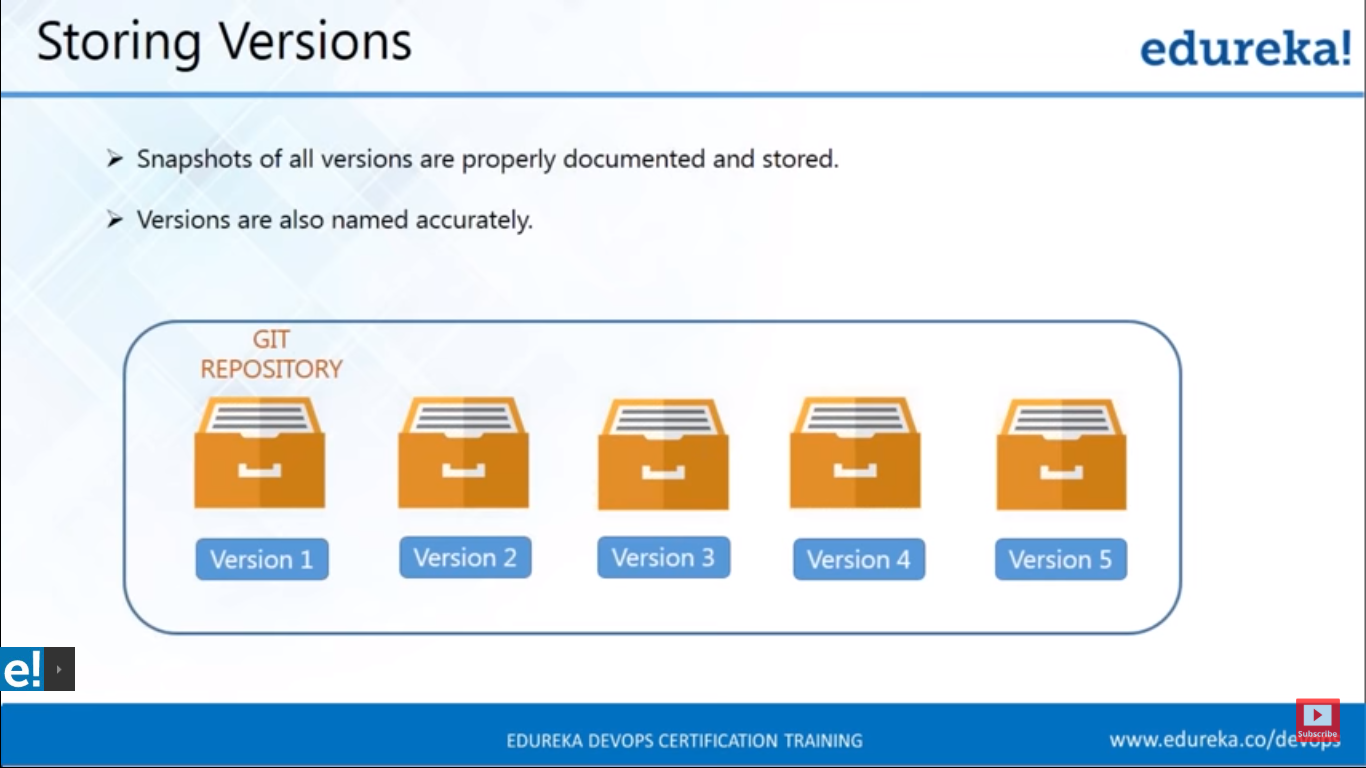 Storing Versions
edureka!
➤ Snapshots of all versions are properly documented and stored.
➤ Versions are also named accurately.
GIT
REPOSITORY
Version 1
Version 2
Version 3
Version 4
Version 5
e!
EDUREKA DEVOPS CERTIFICATION TRAINING
www.edureka.co/devops
Subscribe